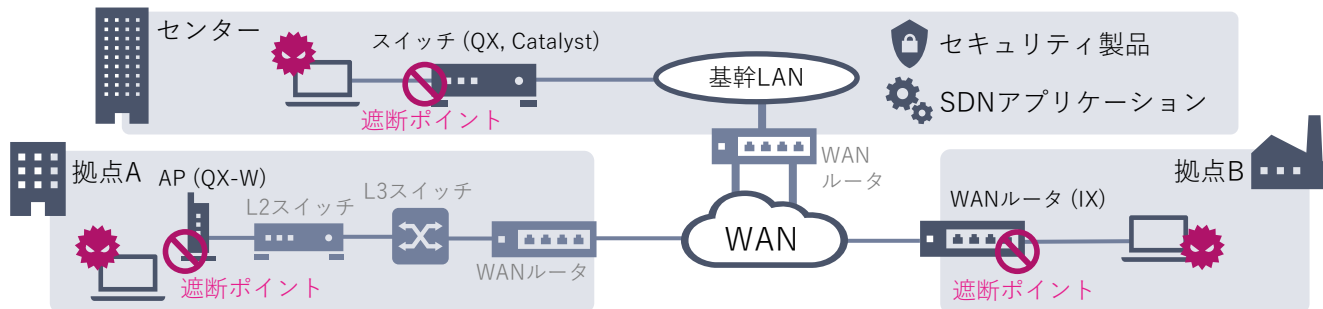 センター
スイッチ (QX, Catalyst)
遮断ポイント
基幹LAN
セキュリティ製品
SDNアプリケーション
WAN
ルータ
拠点A
AP (QX-W)
L2スイッチ
L3スイッチ
WANルータ
遮断ポイント
WAN
拠点B
WANルータ (IX)
遮断ポイント